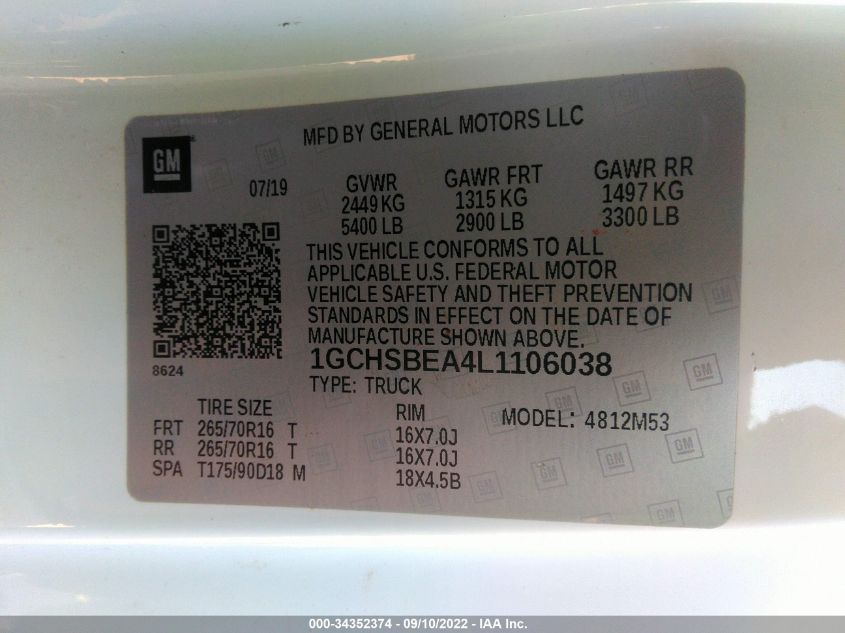 MFD BY GENERAL MOTORS LLC
GM
07/19
GVWR GAWR FRT GAWR RR
2449 KG 1315 KG 1497 KG
5400 LB 2900 LB 3300 LB
THIS VEHICLE CONFORMS TO ALL
APPLICABLE U.S. FEDERAL MOTOR
VEHICLE SAFETY AND THEFT PREVENTION
STANDARDS IN EFFECT ON THE DATE OF
MANUFACTURE SHOWN ABOVE.
8624
1GCHSBEA4L1106038
TYPE: TRUCK
TIRE SIZE RIM MODEL: 4812M53
FRT 265/70R16 T 16X7.0J
RR 265/70R16 T 16X7.0J
SPA T175/90D18 M 18X4.5B
000-34352374 - 09/10/2022 - IAA Inc.